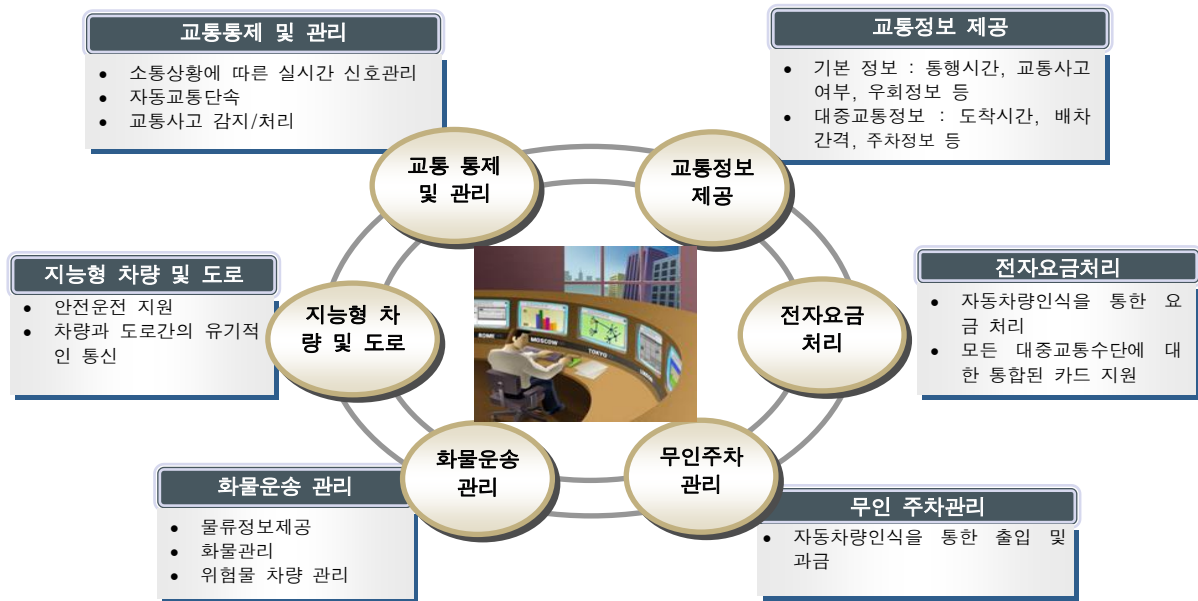 교통통제 및 관리
• 소통상황에 따른 실시간 신호관리
• 자동교통단속
• 교통사고 감지/처리
교통정보 제공
• 기본 정보 : 통행시간, 교통사고
여부, 우회정보 등
• 대중교통정보 : 도착시간, 배차
간격, 주차정보 등
교통 통제
및 관리
교통정보
제공
지능형 차량 및 도로
• 안전운전 지원
• 차량과 도로간의 유기적
인 통신
지능형 차
량 및 도로
ROME
MOSCOW
TOKYO
전자요금
처리
전자요금처리
• 자동차량인식을 통한 요
금 처리
• 모든 대중교통수단에 대
한 통합된 카드 지원
화물운송
관리
무인주차
관리
화물운송 관리
• 물류정보제공
• 화물관리
• 위험물 차량 관리
무인 주차관리
• 자동차량인식을 통한 출입 및
과금